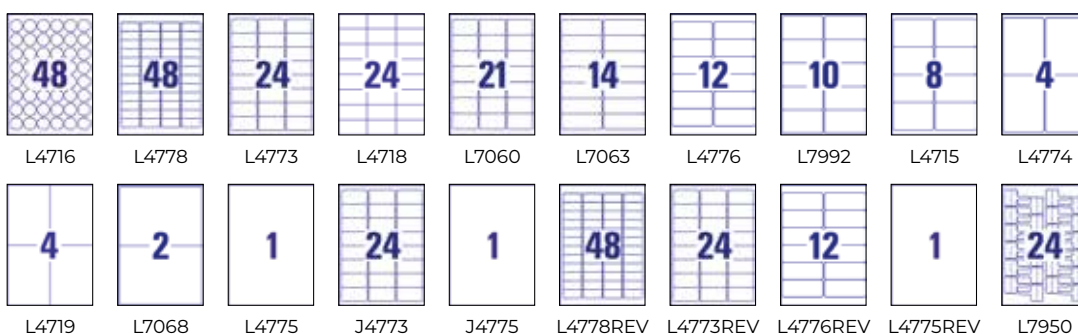 48 48 24 24 21 14 12 10 8 4
L4716 L4778 L4773 L4718 L7060 L7063 L4776 L7992 L4715 L4774
4 2 1 24 1 48 24 12 1 24
L4719 L7068 L4775 J4773 J4775 L4778REV L4773REV L4776REV L4775REV L7950